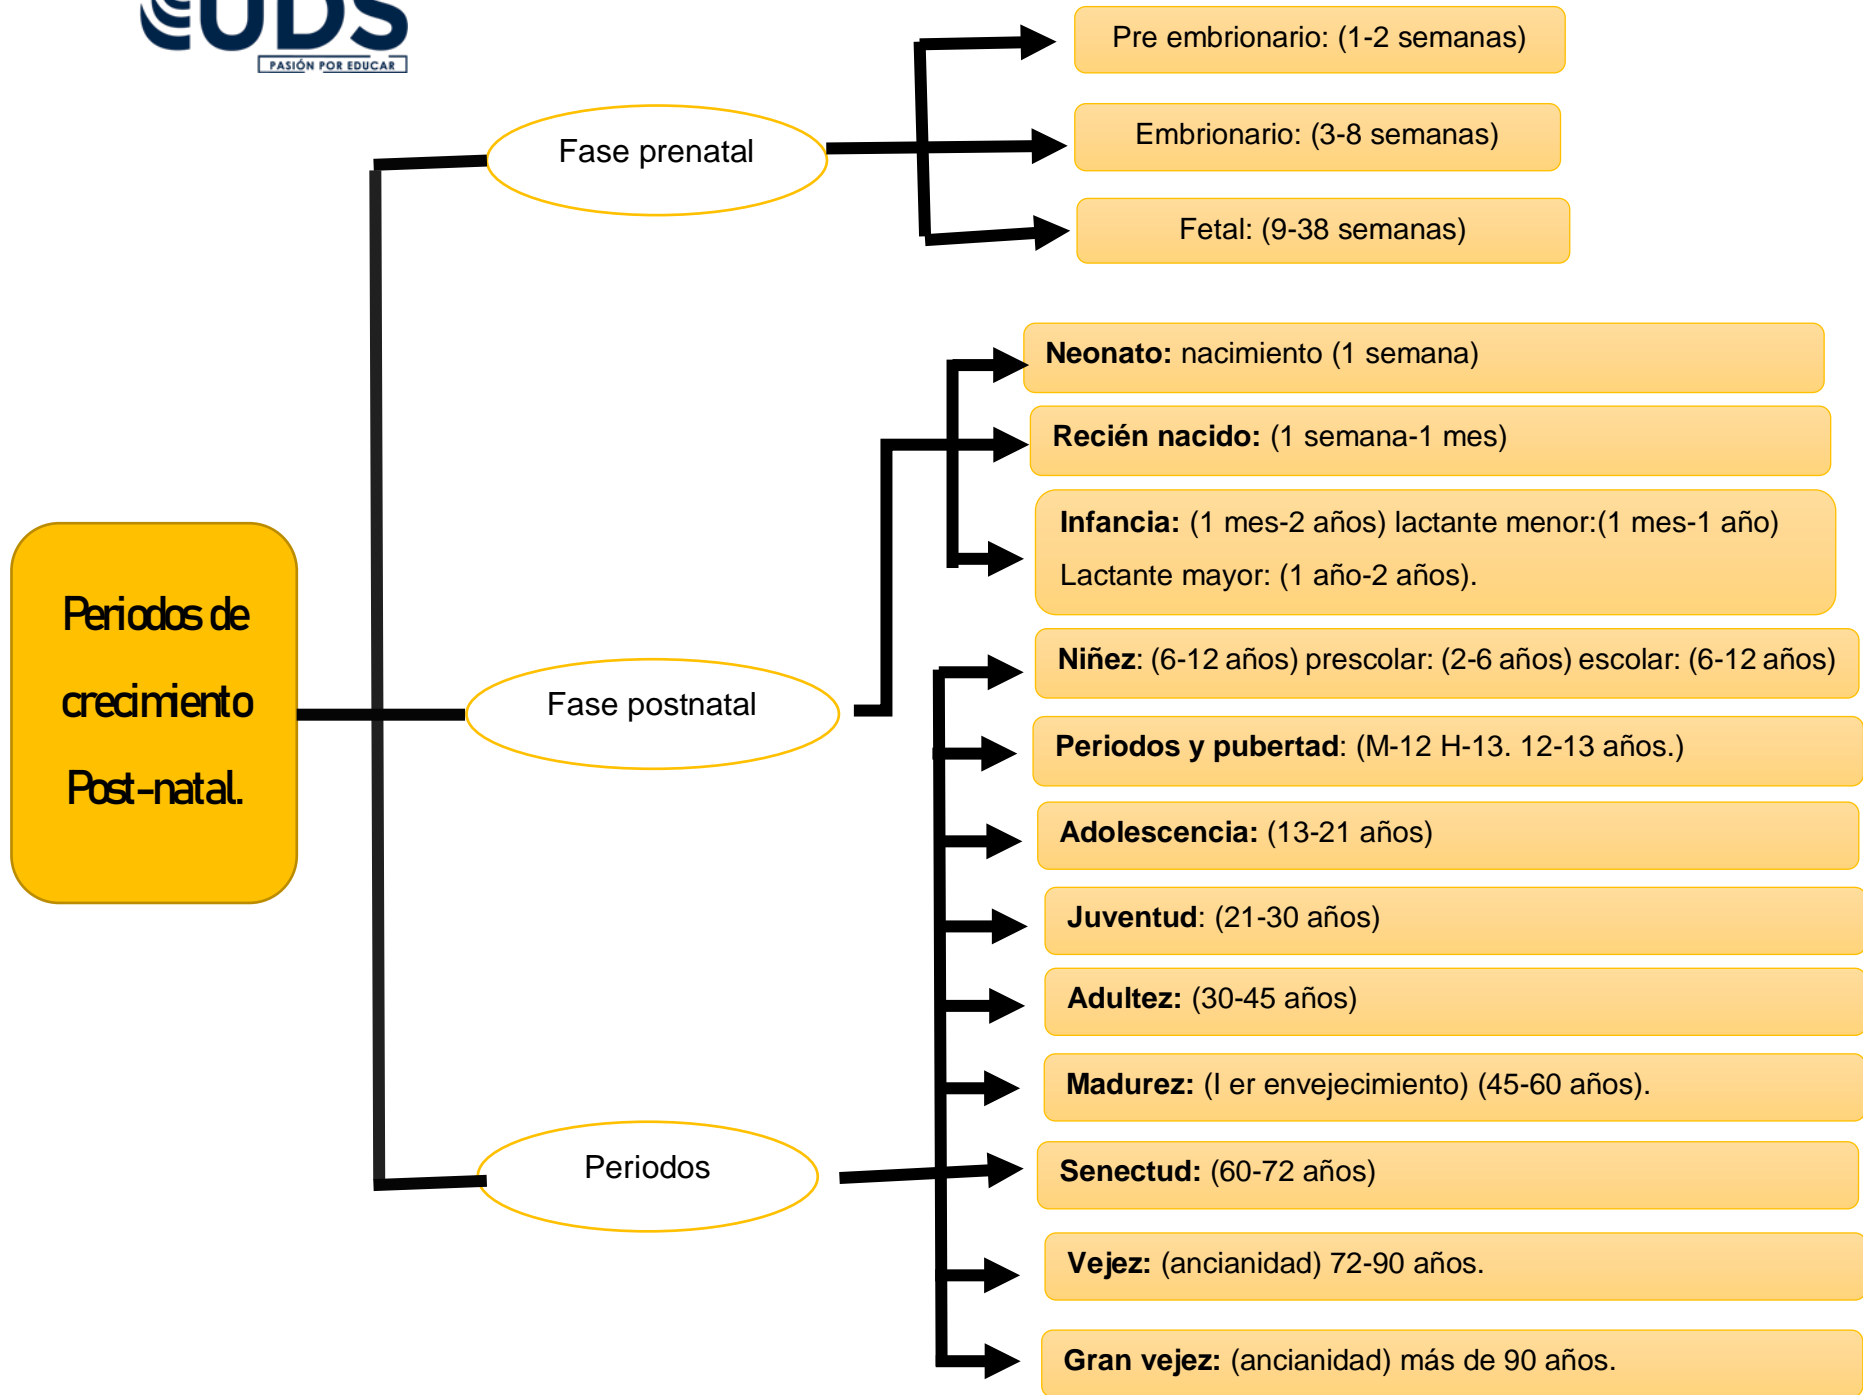 UDS
PASIÓN POR EDUCAR
Periodos de
crecimiento
Post-natal.
Fase prenatal
Pre embrionario: (1-2 semanas)
Embrionario: (3-8 semanas)
Fetal: (9-38 semanas)
Fase postnatal
Neonato: nacimiento (1 semana)
Recién nacido: (1 semana-1 mes)
Infancia: (1 mes-2 años) lactante menor:(1 mes-1 año)
Lactante mayor: (1 año-2 años).
Periodos
Niñez: (6-12 años) prescolar: (2-6 años) escolar: (6-12 años)
Periodos y pubertad: (M-12 H-13. 12-13 años.)
Adolescencia: (13-21 años)
Juventud: (21-30 años)
Adultez: (30-45 años)
Madurez: (I er envejecimiento) (45-60 años).
Senectud: (60-72 años)
Vejez: (ancianidad) 72-90 años.
Gran vejez: (ancianidad) más de 90 años.